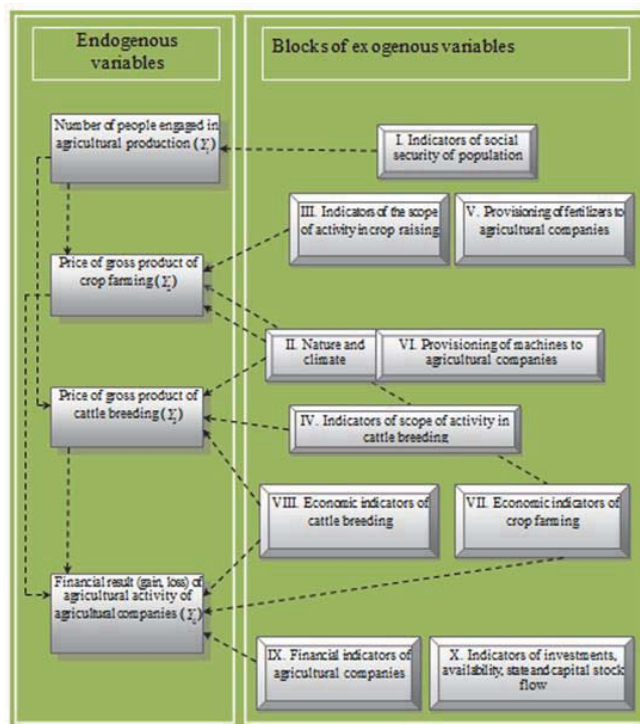 Endogenous
variables
Blocks of exogenous variables
Number of people engaged in
agricultural production (Y)
I. Indicators of social
security of population
III. Indicators of the scope
of activity in crop raising
V. Provisioning of fertilizers to
agricultural companies
Price of gross product of
crop farming (Y)
II. Nature and
climate
VI. Provisioning of machines to
agricultural companies
Price of gross product of
cattle breeding (Y)
IV. Indicators of scope of activity in
cattle breeding
VIII. Economic indicators of
cattle breeding
VII. Economic indicators of
crop farming
Financial result (gain, loss) of
agricultural activity of
agricultural companies (Y)
IX. Financial indicators of
agricultural companies
X. Indicators of investments,
availability, state and capital stock
flow